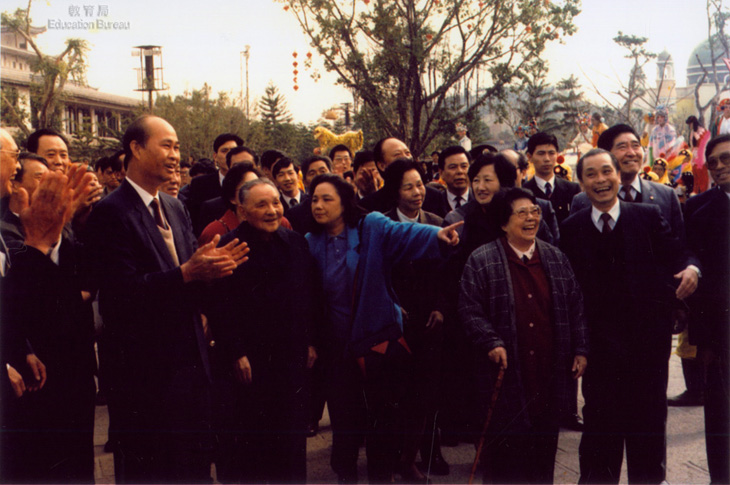 教育局
Education Bureau